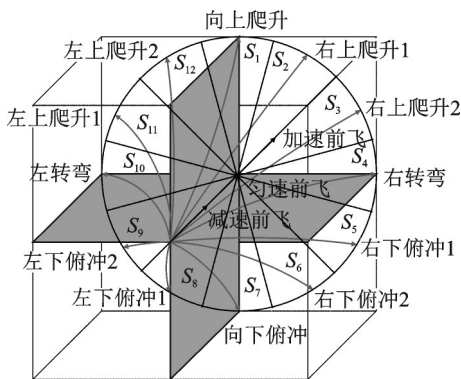 向上爬升
左上爬升2
S12
S1
S2
右上爬升1
S3
右上爬升2
左上爬升1
S11
加速前飞
S10
S4
左转弯
匀速前飞
右转弯
减速前飞
S9
S5
左下俯冲2
右下俯冲1
S8
S6
左下俯冲1
S7
右下俯冲2
向下俯冲